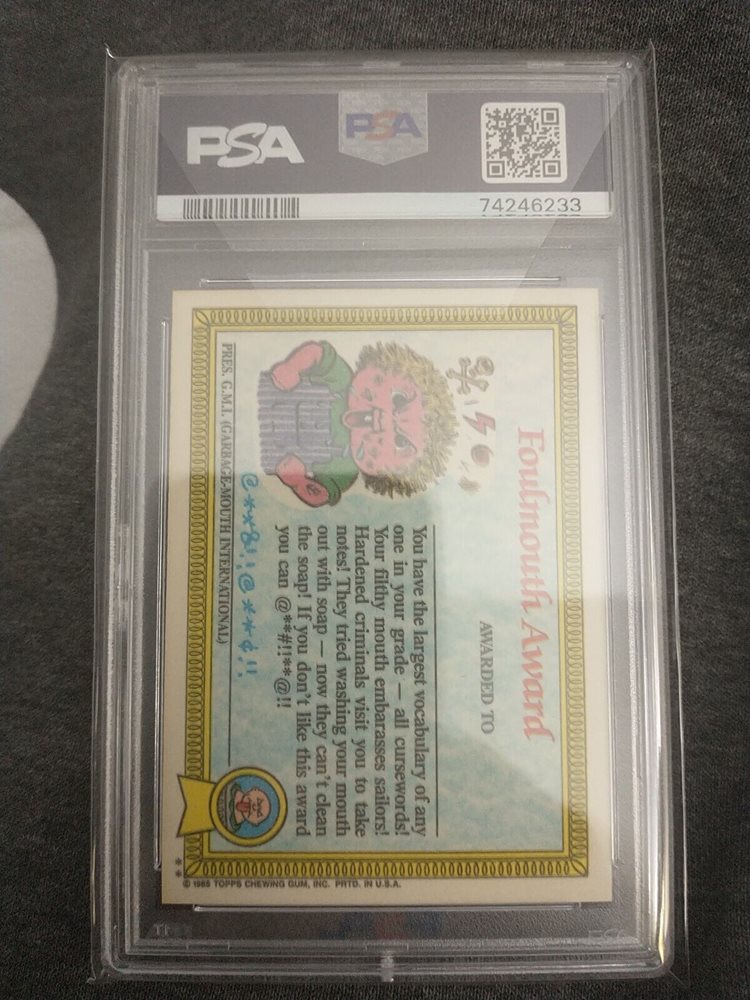 PSA
PSA
74246233
Foulmouth Award
AWARDED TO
You have the largest vocabulary of any
one in your grade — all cursewords!
Your filthy mouth embarasses sailors!
Hardened criminals visit you to take
notes! They tried washing your mouth
out with soap — now they can't clean
the soap! If you don't like this award
you can @**#!!**@!!
@**&!!@**¢!!
PRES. G.M.I. (GARBAGE-MOUTH INTERNATIONAL)
** © 1986 TOPPS CHEWING GUM, INC. PRTD. IN U.S.A.